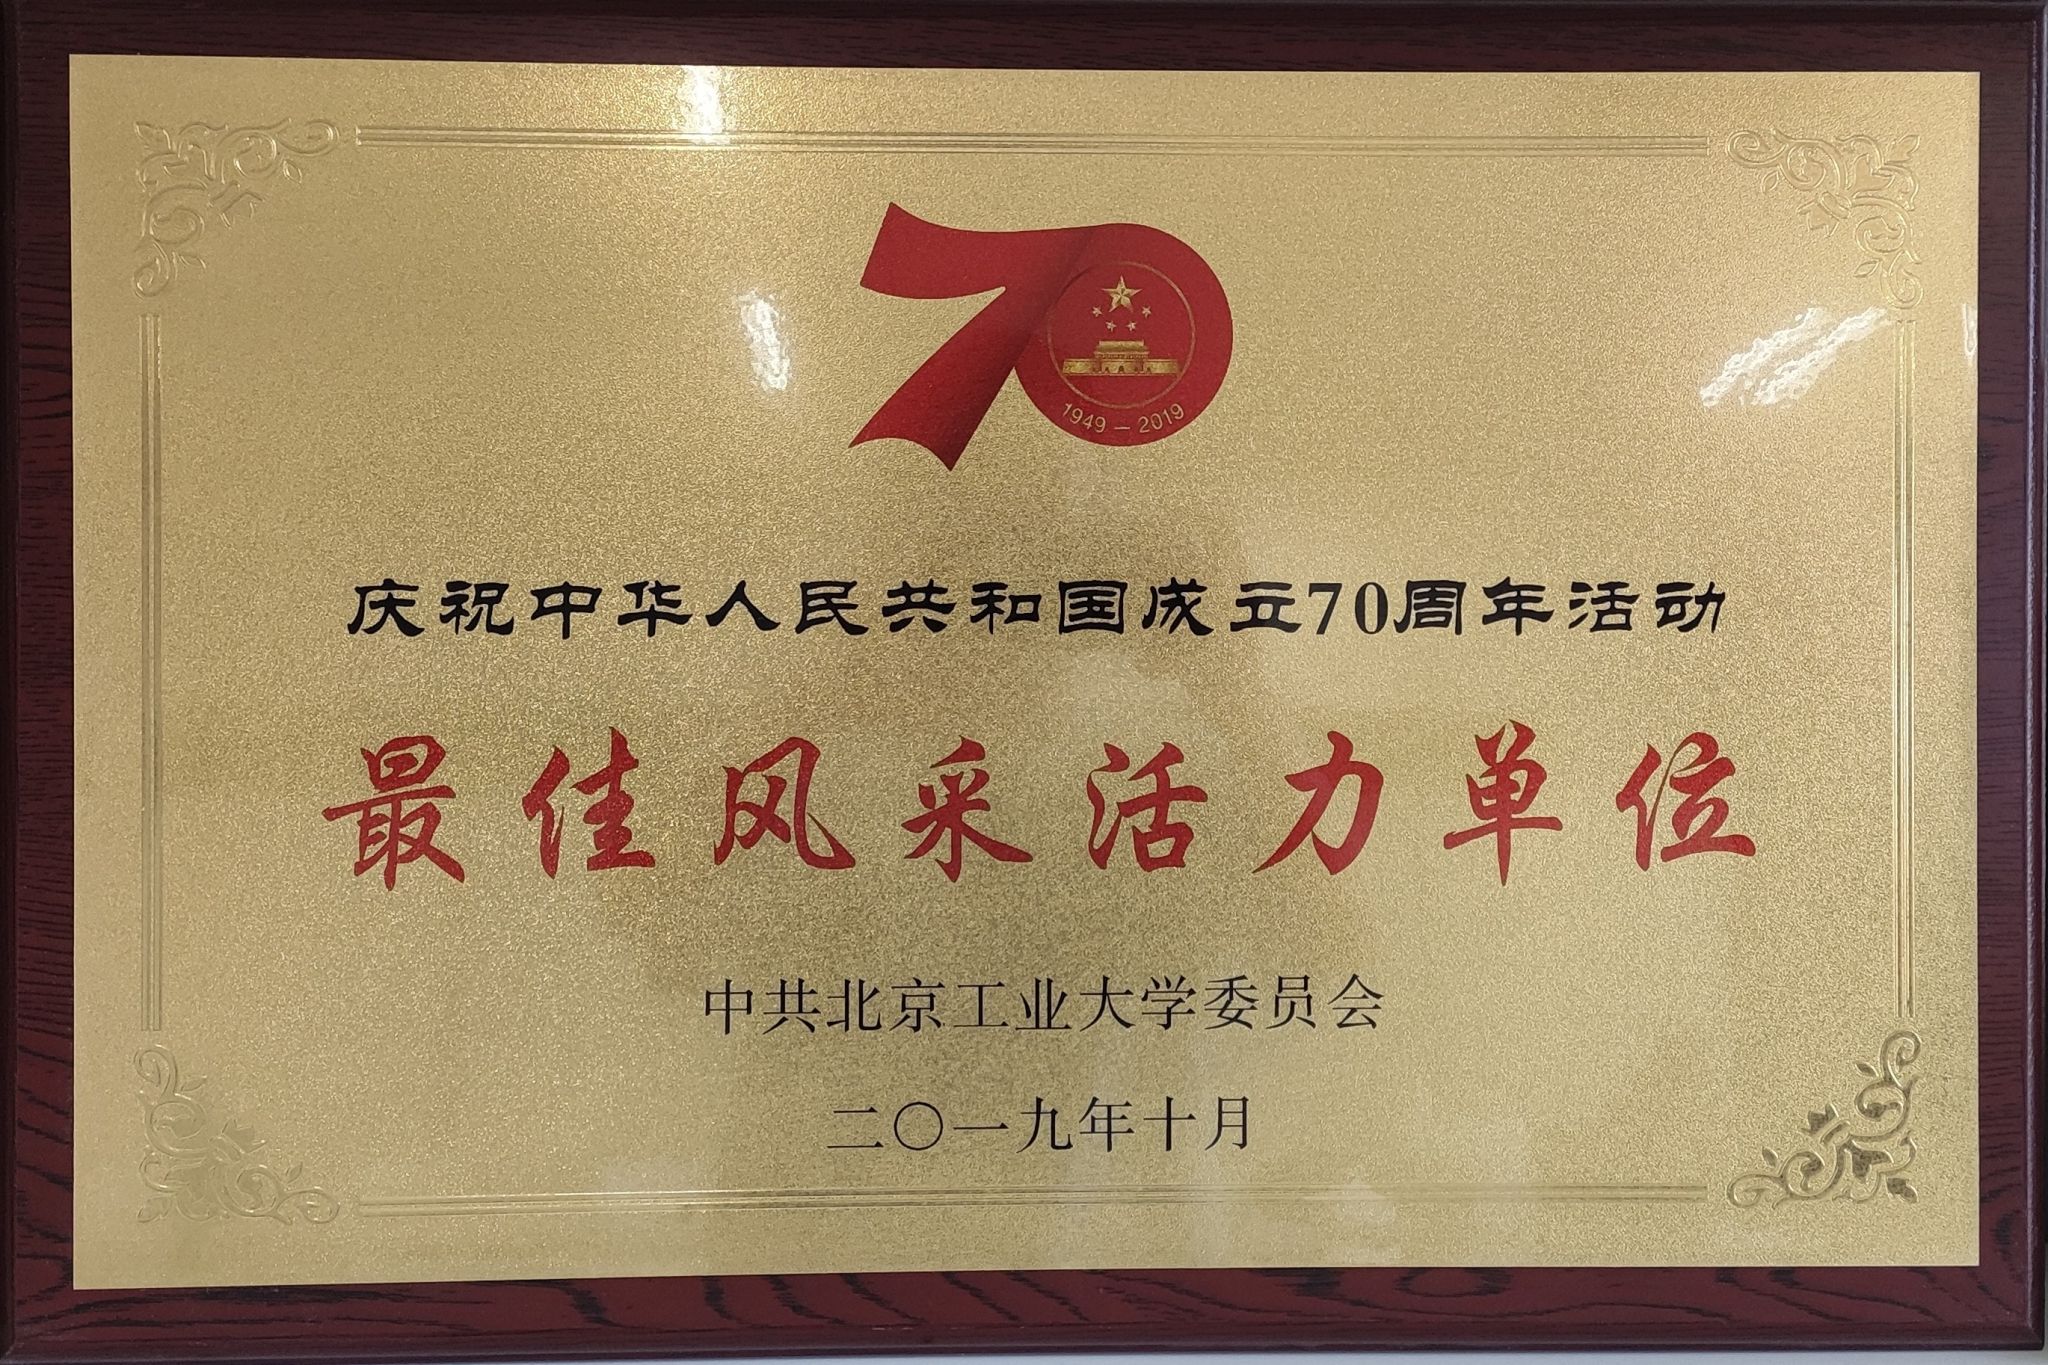 1949－2019
庆祝中华人民共和国成立70周年活动
最佳风采活力单位
中共北京工业大学委员会
二〇一九年十月